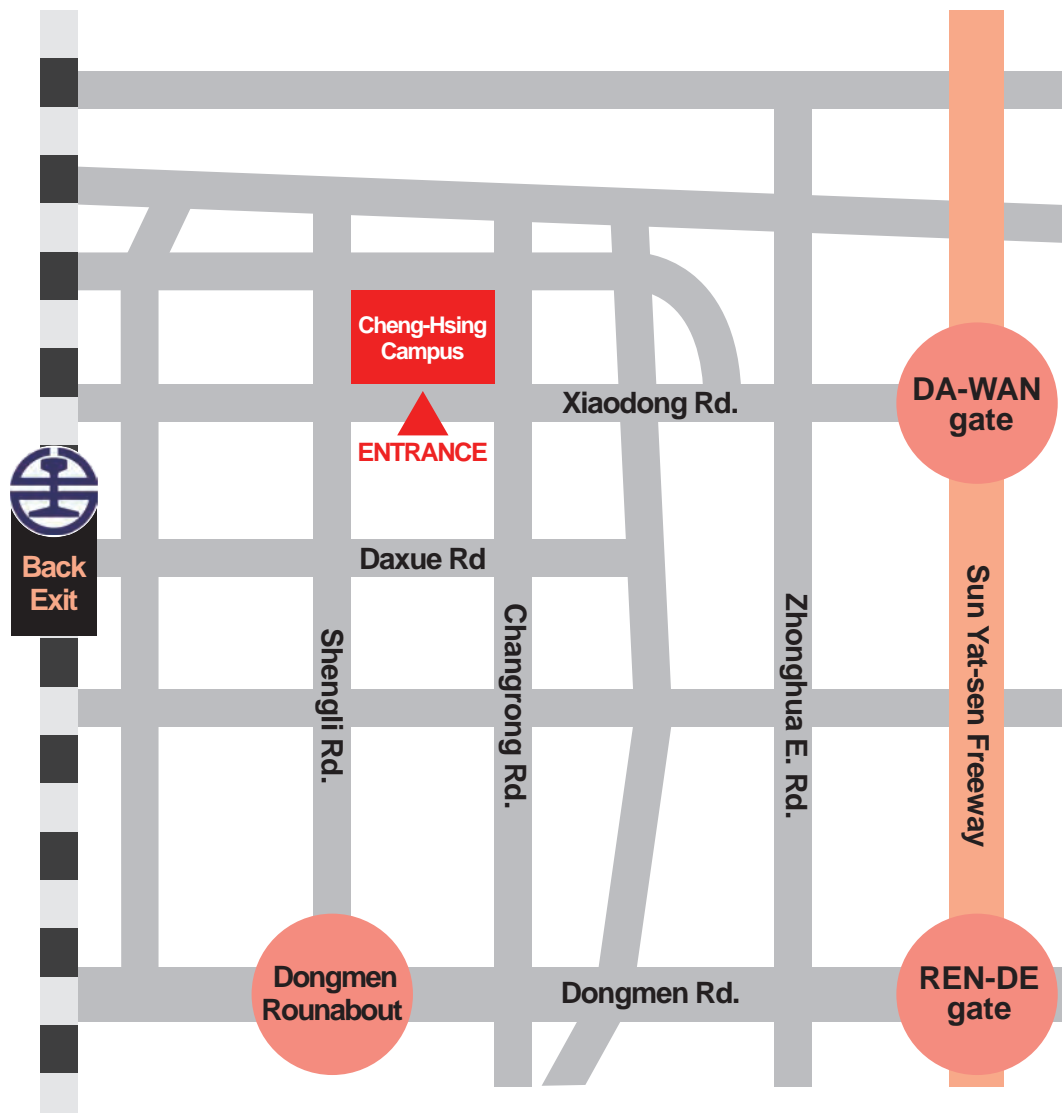 Cheng-Hsing
Campus
Xiaodong Rd.
DA-WAN
gate
ENTRANCE
Back
Exit
Daxue Rd
Shengli Rd.
Changrong Rd.
Zhonghua E. Rd.
Sun Yat-sen Freeway
Dongmen
Rounabout
Dongmen Rd.
REN-DE
gate